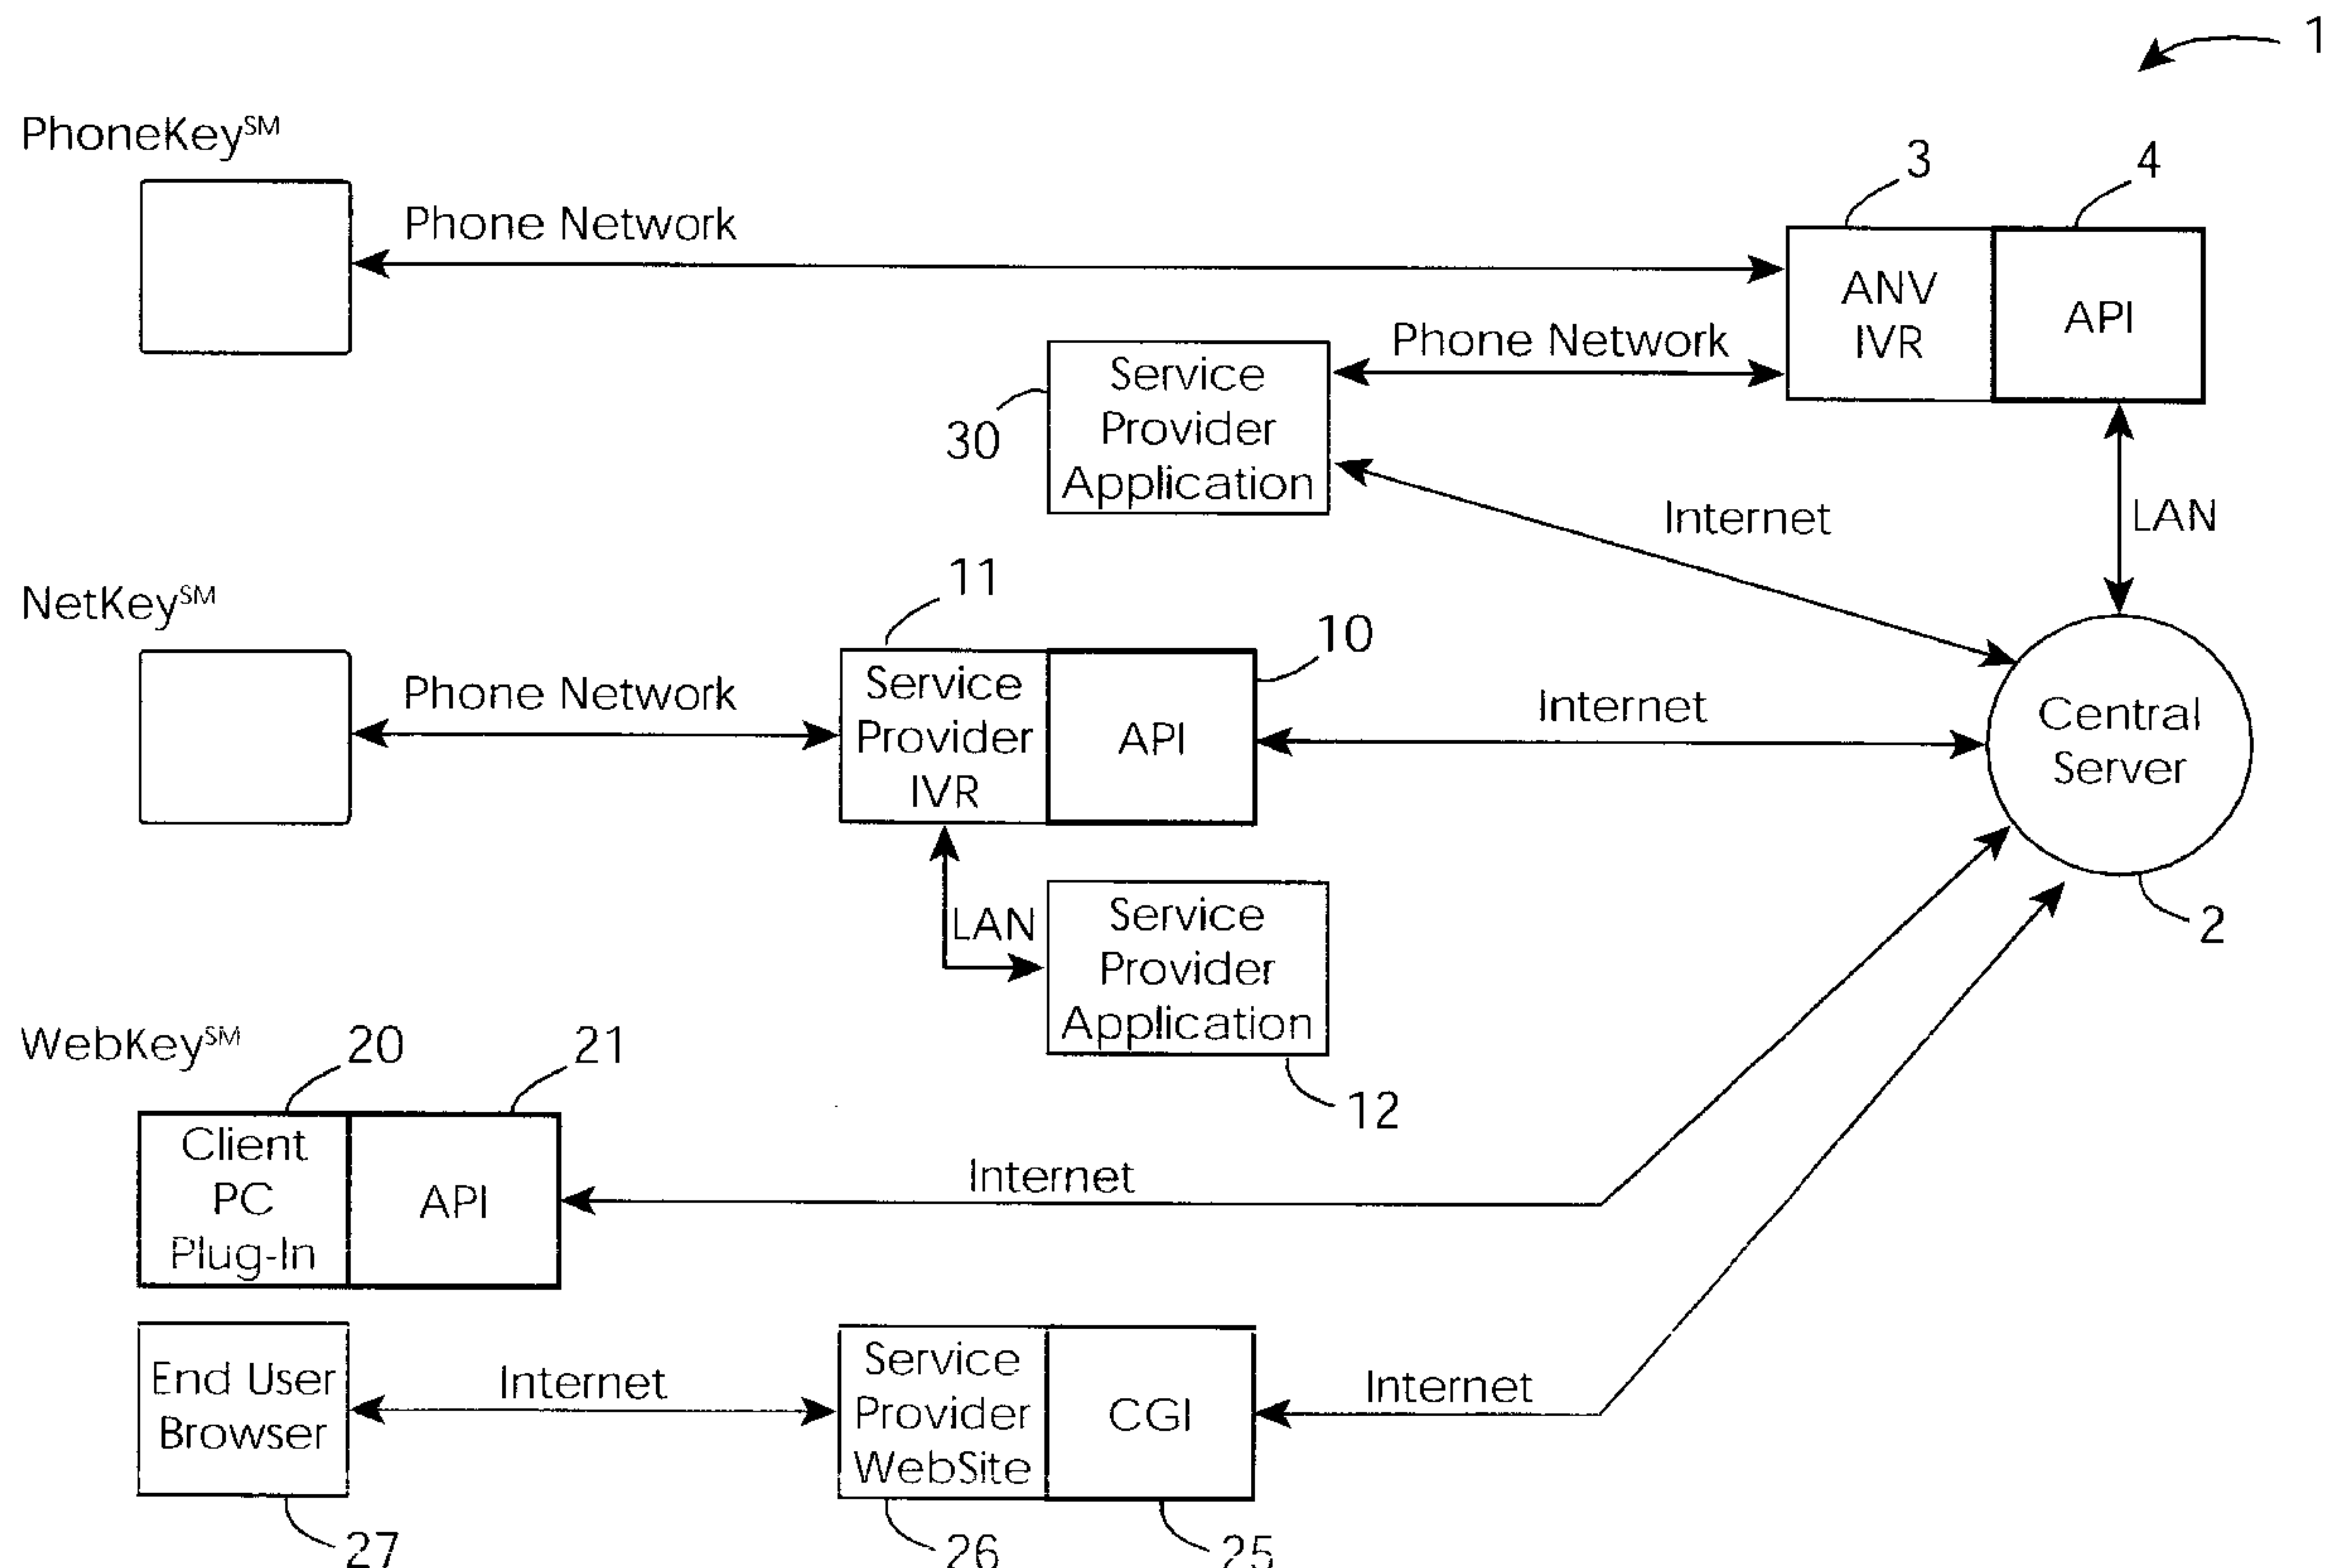 1
PhoneKey℠
3
4
Phone Network
ANV
IVR
API
Phone Network
Service
Provider
Application
30
Internet
LAN
NetKey℠
11
10
Phone Network
Service
Provider
IVR
API
Internet
Central
Server
2
LAN
Service
Provider
Application
12
WebKey℠
20
21
Client
PC
Plug-In
API
Internet
End User
Browser
Internet
Service
Provider
WebSite
CGI
Internet
27
26
25